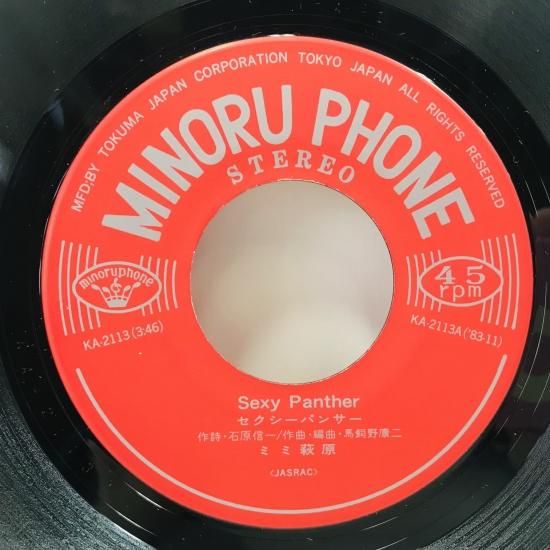 MFD;BY TOKUMA JAPAN CORPORATION TOKYO JAPAN ALL RIGHTS RESERVED
MINORU PHONE
STEREO
minoruphone
45
rpm
KA-2113 (3:46)
KA-2113A('83·11)
Sexy Panther
セクシーパンサー
作詩・石原信一/作曲・編曲・馬飼野康二
ミミ萩原
〈JASRAC〉